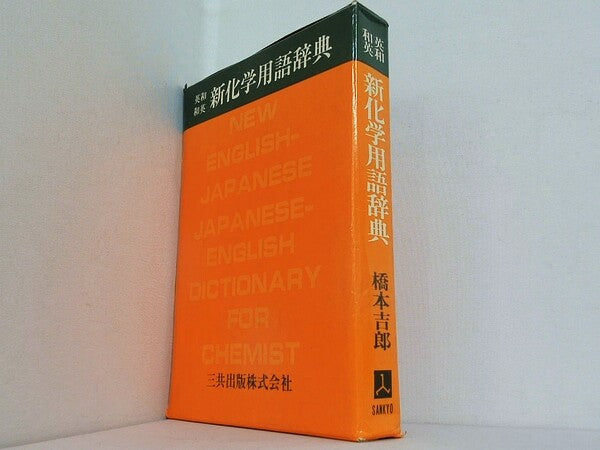 英和
和英
新化学用語辞典
NEW
ENGLISH-
JAPANESE
JAPANESE-
ENGLISH
DICTIONARY
FOR
CHEMIST
三共出版株式会社
英和
和英
新化学用語辞典
橋本吉郎
SANKYO